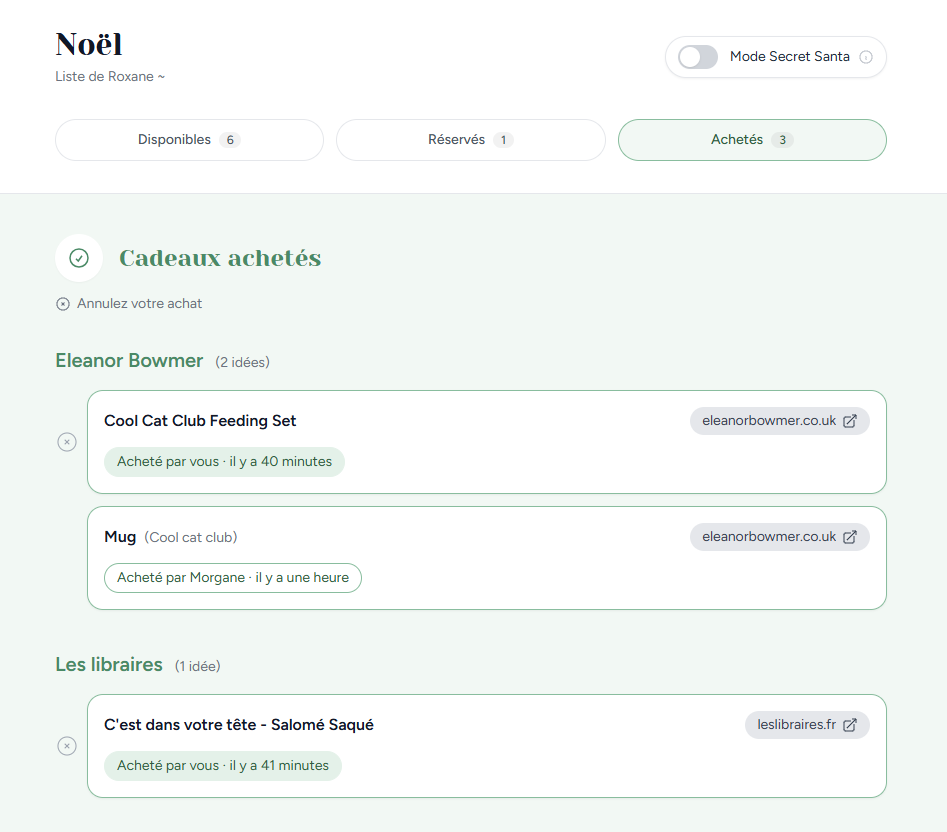 Noël
Liste de Roxane ~
Mode Secret Santa
Disponibles 6
Réservés 1
Achetés 3
Cadeaux achetés
Annulez votre achat
Eleanor Bowmer (2 idées)
Cool Cat Club Feeding Set
eleanorbowmer.co.uk
Acheté par vous · il y a 40 minutes
Mug (Cool cat club)
eleanorbowmer.co.uk
Acheté par Morgane · il y a une heure
Les libraires (1 idée)
C'est dans votre tête - Salomé Saqué
leslibraires.fr
Acheté par vous · il y a 41 minutes